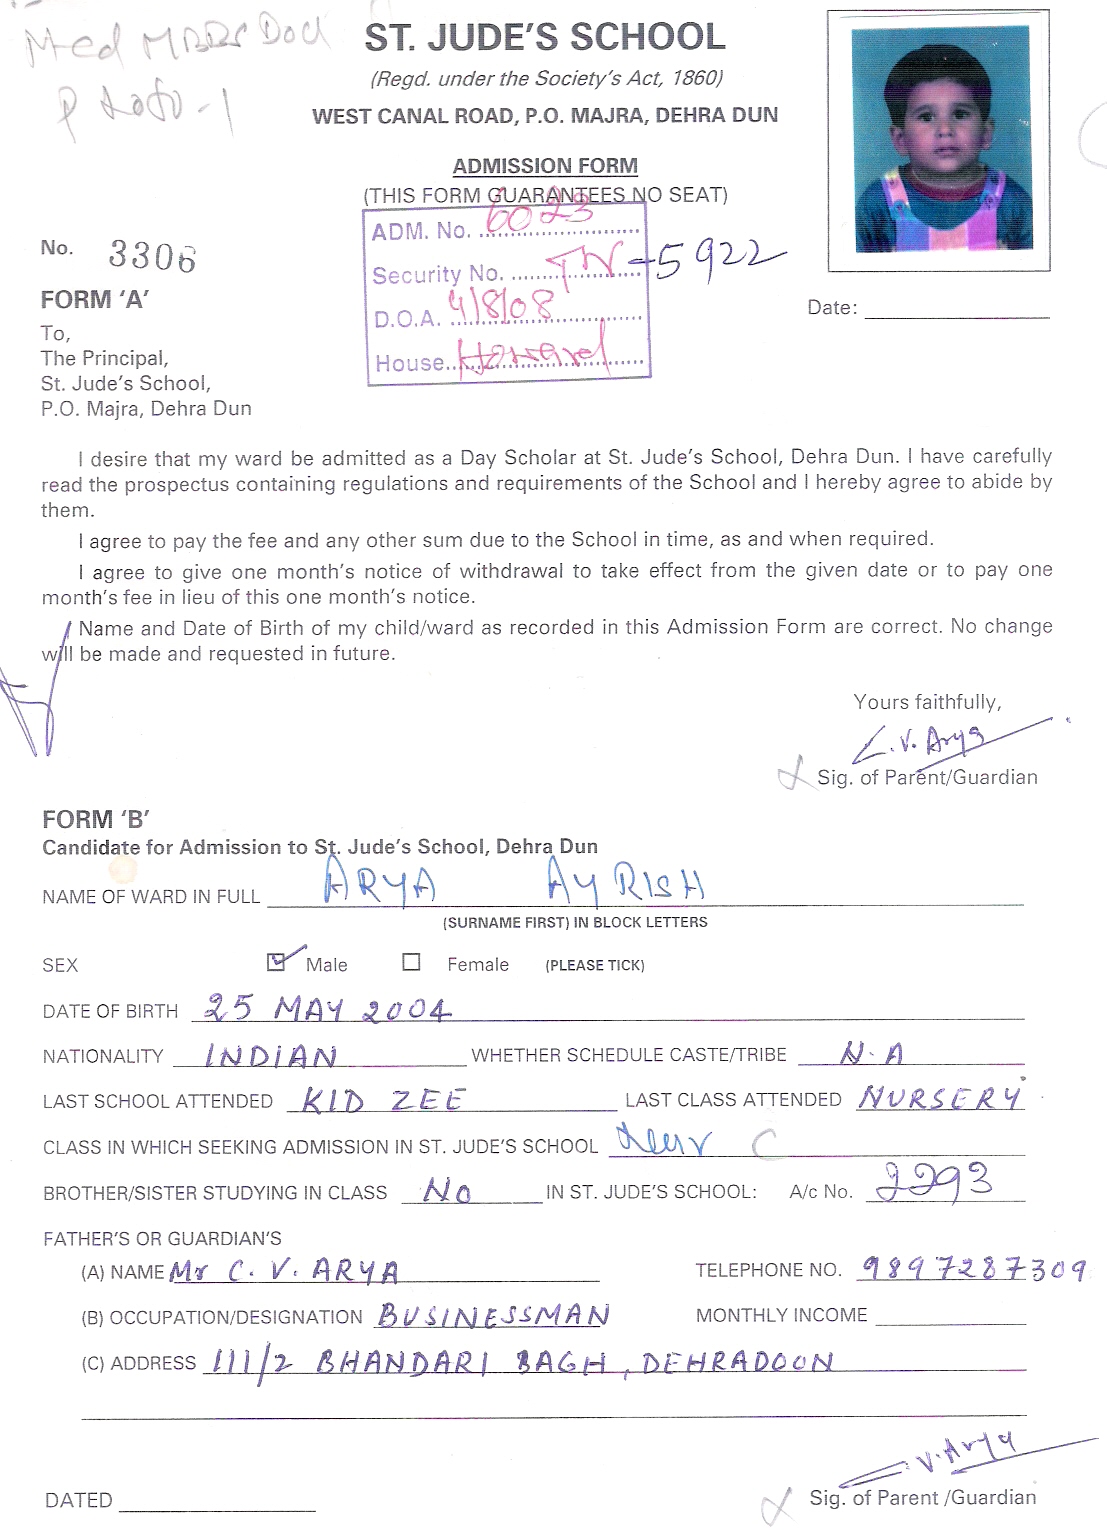 Med MBBS Doct
Photo - 1
ST. JUDE'S SCHOOL
(Regd. under the Society's Act, 1860)
WEST CANAL ROAD, P.O. MAJRA, DEHRA DUN
ADMISSION FORM
(THIS FORM GUARANTEES NO SEAT)
ADM. No. 6023
No. 3306
Security No. TN-5922
FORM 'A'
D.O.A. 4/8/08
Date:
To,
House
The Principal,
St. Jude's School,
P.O. Majra, Dehra Dun
I desire that my ward be admitted as a Day Scholar at St. Jude's School, Dehra Dun. I have carefully
read the prospectus containing regulations and requirements of the School and I hereby agree to abide by
them.
I agree to pay the fee and any other sum due to the School in time, as and when required.
I agree to give one month's notice of withdrawal to take effect from the given date or to pay one
month's fee in lieu of this one month's notice.
Name and Date of Birth of my child/ward as recorded in this Admission Form are correct. No change
will be made and requested in future.
Yours faithfully,
C.V. Arya
Sig. of Parent/Guardian
FORM 'B'
Candidate for Admission to St. Jude's School, Dehra Dun
NAME OF WARD IN FULL ARYA AYRISH
(SURNAME FIRST) IN BLOCK LETTERS
SEX Male Female (PLEASE TICK)
DATE OF BIRTH 25 MAY 2004
NATIONALITY INDIAN WHETHER SCHEDULE CASTE/TRIBE N.A
LAST SCHOOL ATTENDED KID ZEE LAST CLASS ATTENDED NURSERY
CLASS IN WHICH SEEKING ADMISSION IN ST. JUDE'S SCHOOL Nur C
BROTHER/SISTER STUDYING IN CLASS No IN ST. JUDE'S SCHOOL: A/c No. 2293
FATHER'S OR GUARDIAN'S
(A) NAME Mr C. V. ARYA TELEPHONE NO. 9897287309
(B) OCCUPATION/DESIGNATION BUSINESSMAN MONTHLY INCOME
(C) ADDRESS 111/2 BHANDARI BAGH, DEHRADOON
C.V. Arya
DATED Sig. of Parent /Guardian